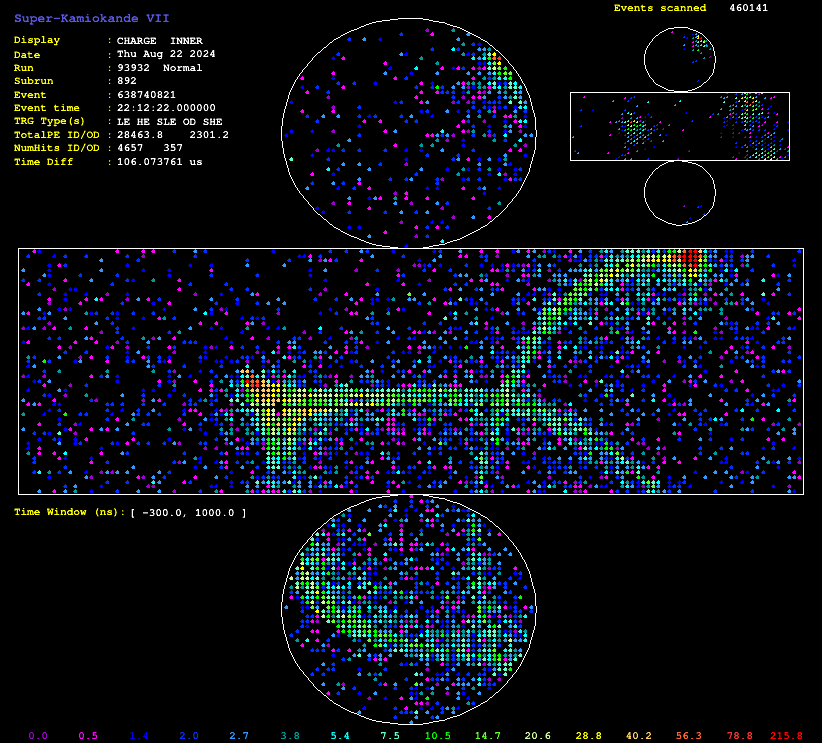 Super-Kamiokande VII
Events scanned 460141
Display : CHARGE INNER
Date : Thu Aug 22 2024
Run : 93932 Normal
Subrun : 892
Event : 638740821
Event time : 22:12:22.000000
TRG Type(s) : LE HE SLE OD SHE
TotalPE ID/OD : 28463.8 2301.2
NumHits ID/OD : 4657 357
Time Diff : 106.073761 us
Time Window (ns): [ -300.0, 1000.0 ]
0.0 0.5 1.4 2.0 2.7 3.8 5.4 7.5 10.5 14.7 20.6 28.8 40.2 56.3 78.8 215.8